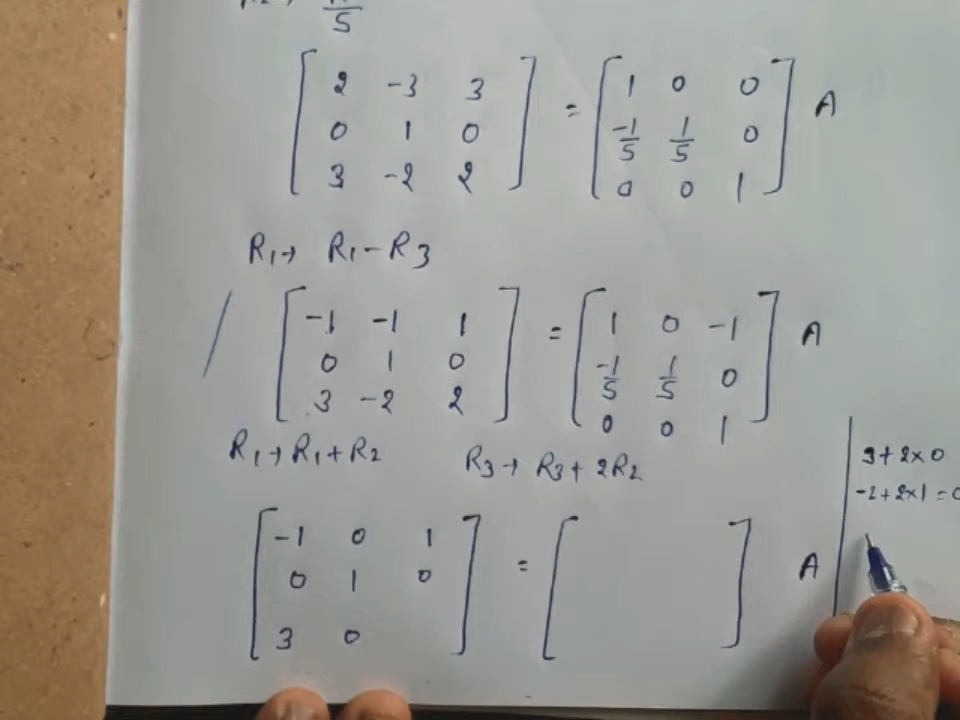 5
[ 2 -3 3 ] = [ 1 0 0 ] A
[ 0 1 0 ] [ -1/5 1/5 0 ]
[ 3 -2 2 ] [ 0 0 1 ]
R1→ R1-R3
[ -1 -1 1 ] = [ 1 0 -1 ] A
[ 0 1 0 ] [ -1/5 1/5 0 ]
[ 3 -2 2 ] [ 0 0 1 ]
R1→R1+R2 R3→ R3+2R2
3+2×0
-2+2×1=0
[ -1 0 1 ] = [ ] A
[ 0 1 0 ]
[ 3 0 ]